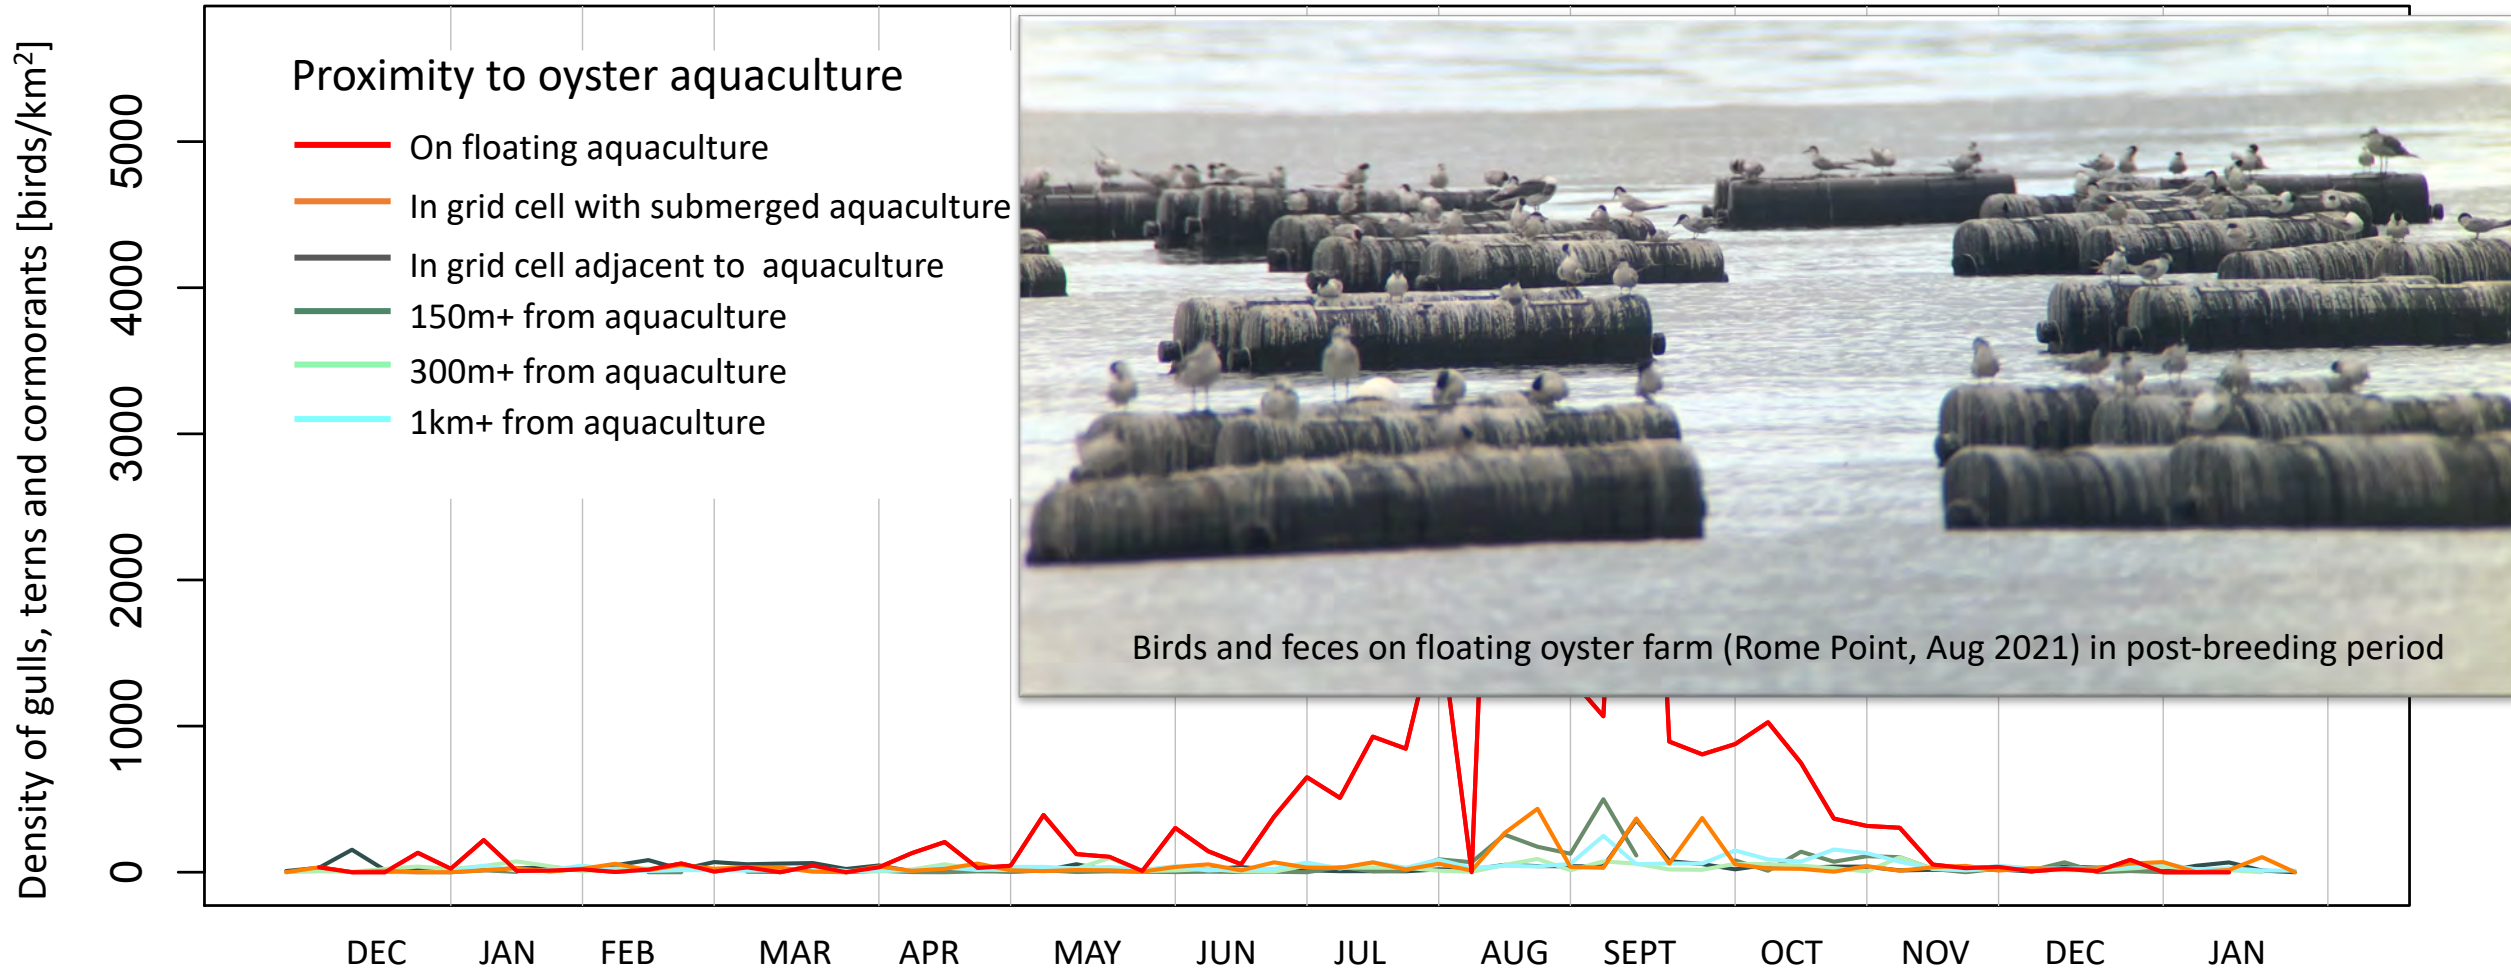 Density of gulls, terns and cormorants [birds/km²]
5000
4000
3000
2000
1000
0
Proximity to oyster aquaculture
On floating aquaculture
In grid cell with submerged aquaculture
In grid cell adjacent to  aquaculture
150m+ from aquaculture
300m+ from aquaculture
1km+ from aquaculture
Birds and feces on floating oyster farm (Rome Point, Aug 2021) in post-breeding period
DEC JAN FEB MAR APR MAY JUN JUL AUG SEPT OCT NOV DEC JAN